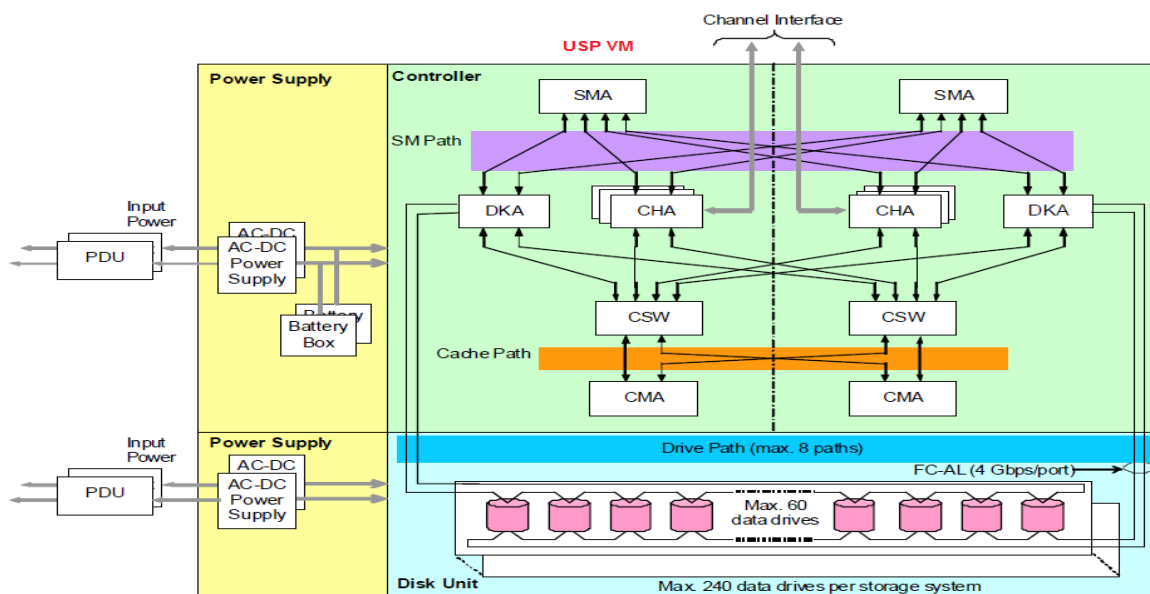 Channel Interface
USP VM
Power Supply
Controller
SMA
SMA
SM Path
DKA
CHA
CHA
DKA
Input
Power
PDU
AC-DC
AC-DC
Power
Supply
Battery
Battery
Box
CSW
CSW
Cache Path
CMA
CMA
Input
Power
Power Supply
Drive Path (max. 8 paths)
FC-AL (4 Gbps/port)
PDU
AC-DC
AC-DC
Power
Supply
Max. 60
data drives
Disk Unit
Max. 240 data drives per storage system